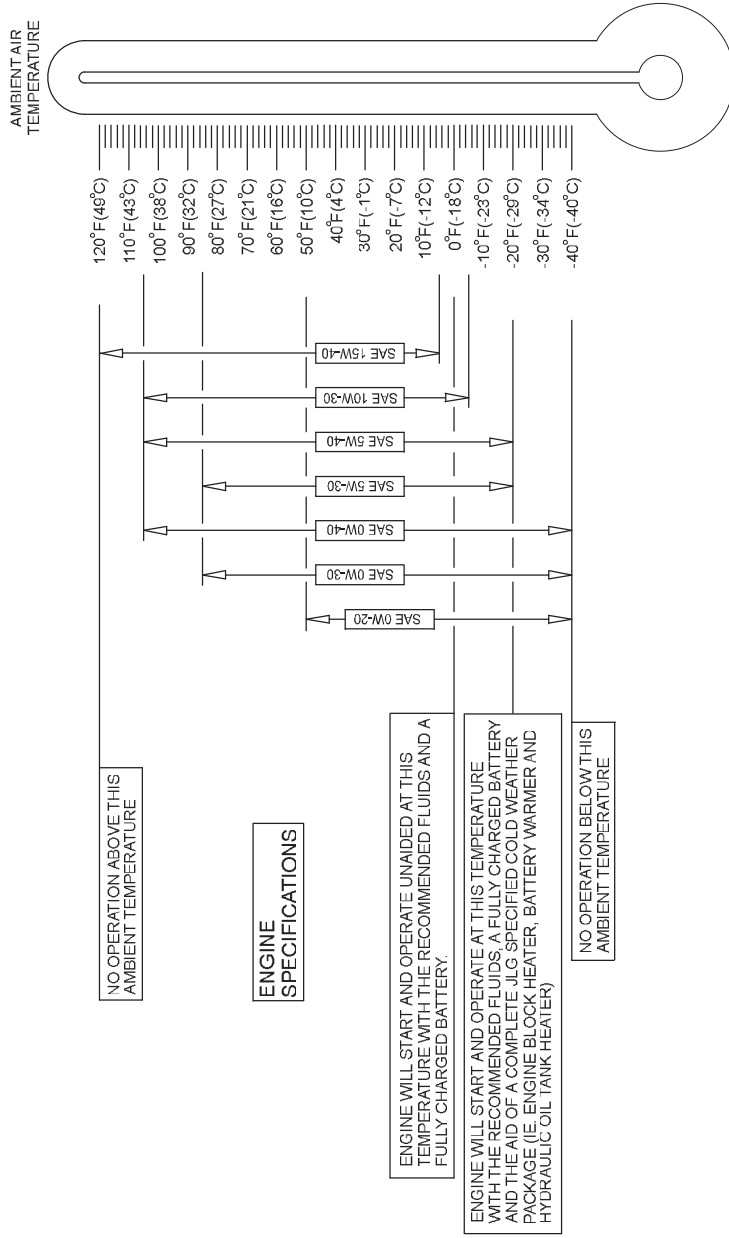 AMBIENT AIR
TEMPERATURE
120°F(49°C)
110°F(43°C)
100°F(38°C)
90°F(32°C)
80°F(27°C)
70°F(21°C)
60°F(16°C)
50°F(10°C)
40°F(4°C)
30°F(-1°C)
20°F(-7°C)
10°F(-12°C)
0°F(-18°C)
-10°F(-23°C)
-20°F(-29°C)
-30°F(-34°C)
-40°F(-40°C)
SAE 15W-40
SAE 10W-30
SAE 5W-40
SAE 5W-30
SAE 0W-40
SAE 0W-30
SAE 0W-20
NO OPERATION ABOVE THIS
AMBIENT TEMPERATURE
ENGINE
SPECIFICATIONS
ENGINE WILL START AND OPERATE UNAIDED AT THIS
TEMPERATURE WITH THE RECOMMENDED FLUIDS AND A
FULLY CHARGED BATTERY.
ENGINE WILL START AND OPERATE AT THIS TEMPERATURE
WITH THE RECOMMENDED FLUIDS, A FULLY CHARGED BATTERY
AND THE AID OF A COMPLETE JLG SPECIFIED COLD WEATHER
PACKAGE (IE. ENGINE BLOCK HEATER, BATTERY WARMER AND
HYDRAULIC OIL TANK HEATER)
NO OPERATION BELOW THIS
AMBIENT TEMPERATURE